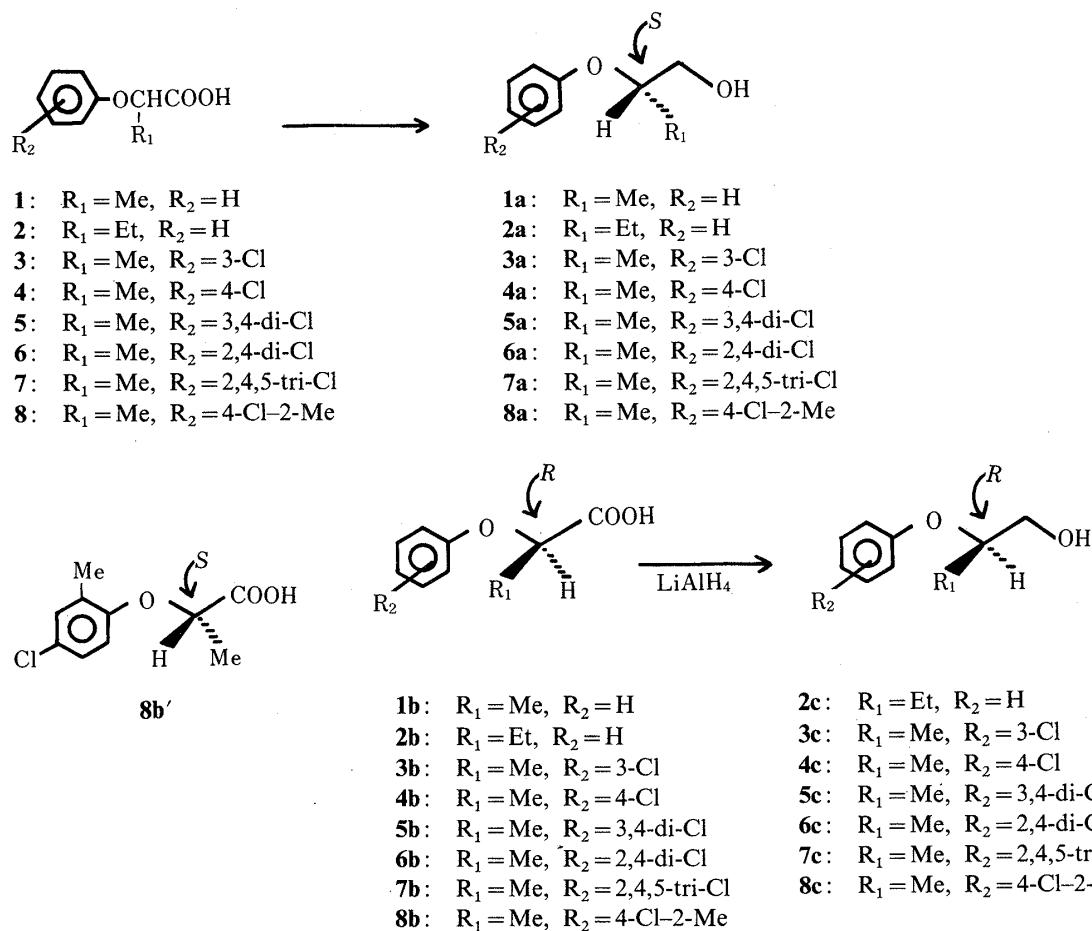 S
O
OCHCOOH
R₁
R₂
OH
H
R₁
R₂
1: R₁=Me, R₂=H
2: R₁=Et, R₂=H
3: R₁=Me, R₂=3-Cl
4: R₁=Me, R₂=4-Cl
5: R₁=Me, R₂=3,4-di-Cl
6: R₁=Me, R₂=2,4-di-Cl
7: R₁=Me, R₂=2,4,5-tri-Cl
8: R₁=Me, R₂=4-Cl–2-Me
1a: R₁=Me, R₂=H
2a: R₁=Et, R₂=H
3a: R₁=Me, R₂=3-Cl
4a: R₁=Me, R₂=4-Cl
5a: R₁=Me, R₂=3,4-di-Cl
6a: R₁=Me, R₂=2,4-di-Cl
7a: R₁=Me, R₂=2,4,5-tri-Cl
8a: R₁=Me, R₂=4-Cl–2-Me
Me
S
O
COOH
Cl
H
Me
8b′
R
O
COOH
R₁
H
R₂
LiAlH₄
R
O
OH
R₁
H
R₂
1b: R₁=Me, R₂=H
2b: R₁=Et, R₂=H
3b: R₁=Me, R₂=3-Cl
4b: R₁=Me, R₂=4-Cl
5b: R₁=Me, R₂=3,4-di-Cl
6b: R₁=Me, R₂=2,4-di-Cl
7b: R₁=Me, R₂=2,4,5-tri-Cl
8b: R₁=Me, R₂=4-Cl–2-Me
2c: R₁=Et, R₂=H
3c: R₁=Me, R₂=3-Cl
4c: R₁=Me, R₂=4-Cl
5c: R₁=Me, R₂=3,4-di-C
6c: R₁=Me, R₂=2,4-di-C
7c: R₁=Me, R₂=2,4,5-tr
8c: R₁=Me, R₂=4-Cl–2-